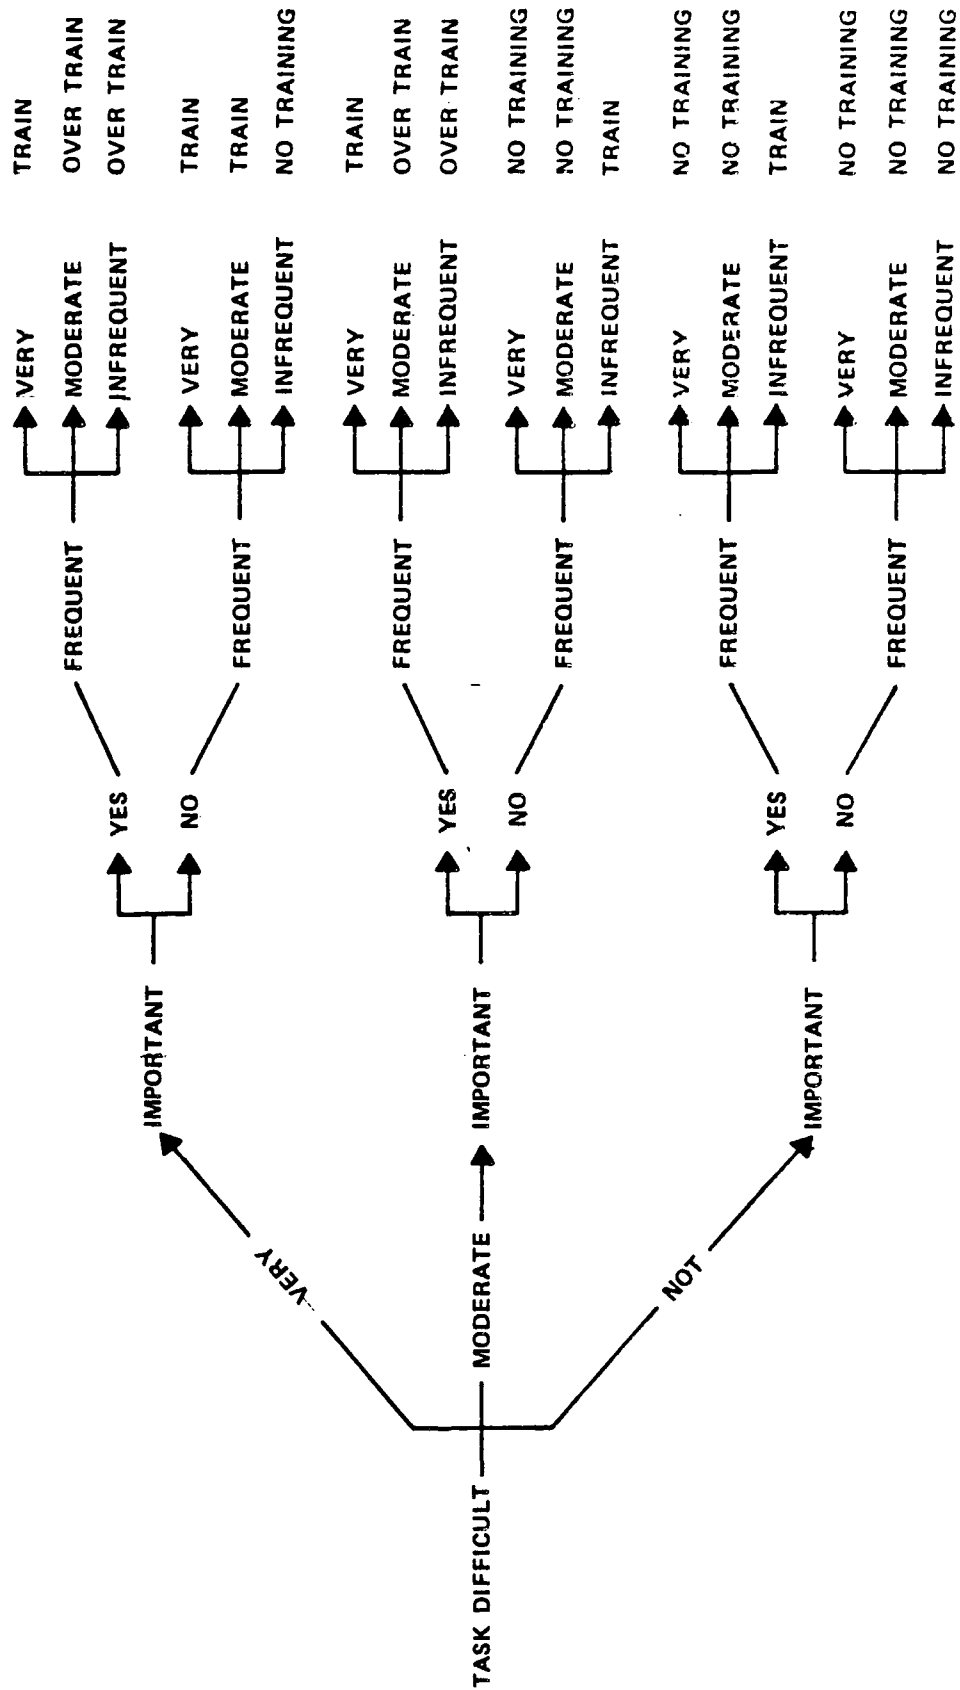 TASK DIFFICULT
VERY
MODERATE
NOT
IMPORTANT
YES
NO
FREQUENT
VERY TRAIN
MODERATE OVER TRAIN
INFREQUENT OVER TRAIN
FREQUENT
VERY TRAIN
MODERATE TRAIN
INFREQUENT NO TRAINING
IMPORTANT
YES
NO
FREQUENT
VERY TRAIN
MODERATE OVER TRAIN
INFREQUENT OVER TRAIN
FREQUENT
VERY NO TRAINING
MODERATE NO TRAINING
INFREQUENT TRAIN
IMPORTANT
YES
NO
FREQUENT
VERY NO TRAINING
MODERATE NO TRAINING
INFREQUENT TRAIN
FREQUENT
VERY NO TRAINING
MODERATE NO TRAINING
INFREQUENT NO TRAINING